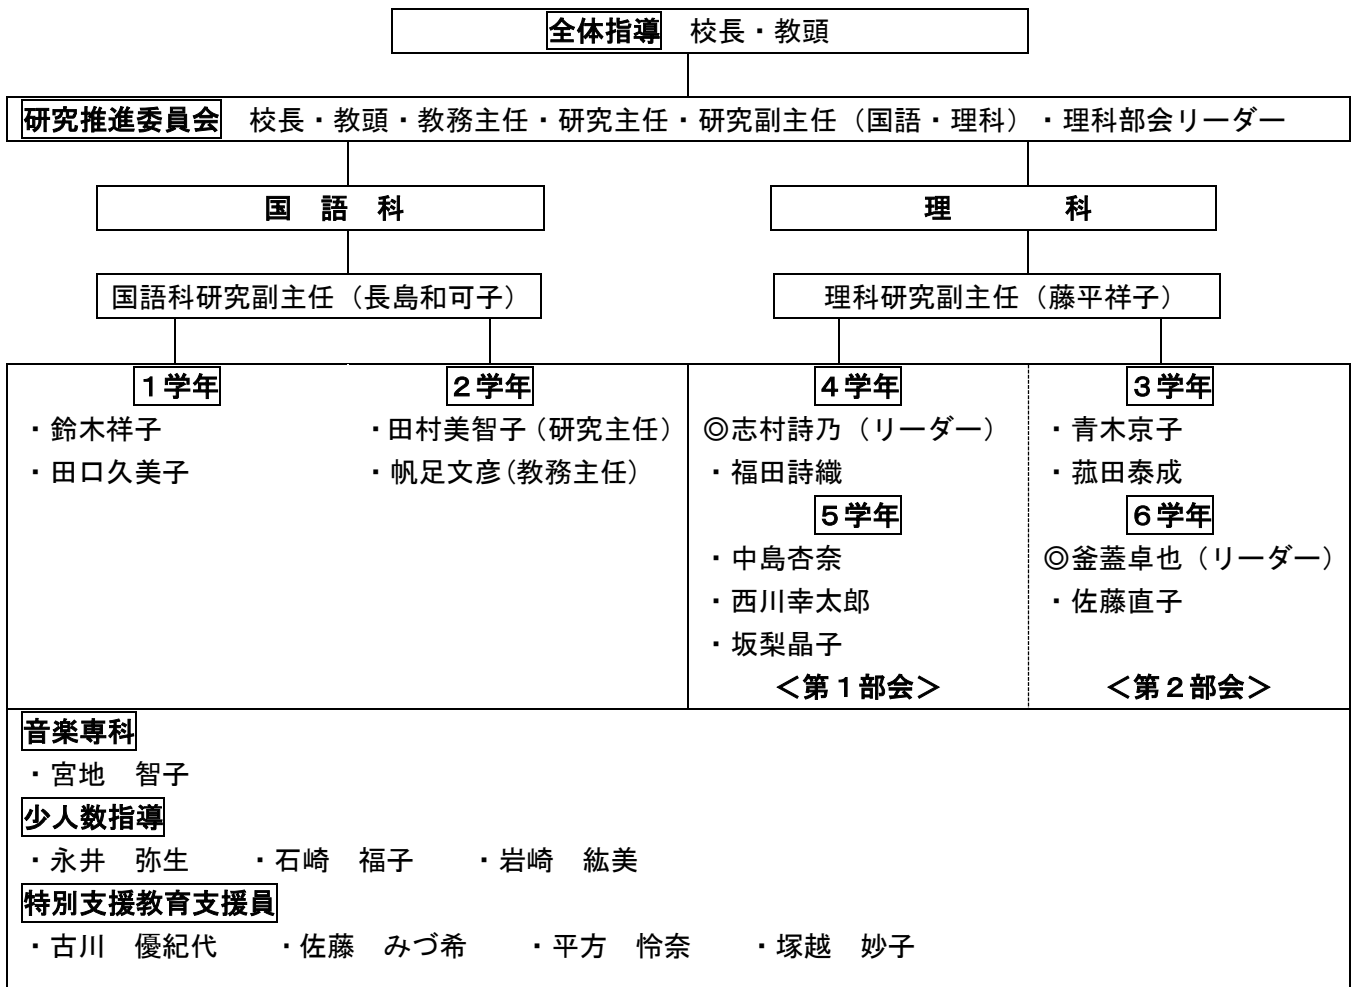 全体指導　校長・教頭
研究推進委員会　校長・教頭・教務主任・研究主任・研究副主任（国語・理科）・理科部会リーダー
国　語　科
理　　　科
国語科研究副主任（長島和可子）
理科研究副主任（藤平祥子）
１学年
・鈴木祥子
・田口久美子
２学年
・田村美智子（研究主任）
・帆足文彦(教務主任)
４学年
◎志村詩乃（リーダー）
・福田詩織
５学年
・中島杏奈
・西川幸太郎
・坂梨晶子
＜第１部会＞
３学年
・青木京子
・菰田泰成
６学年
◎釜蓋卓也（リーダー）
・佐藤直子
＜第２部会＞
音楽専科
・宮地　智子
少人数指導
・永井　弥生　　・石崎　福子　　・岩崎　紘美
特別支援教育支援員
・古川　優紀代　　・佐藤　みづ希　　・平方　怜奈　　・塚越　妙子